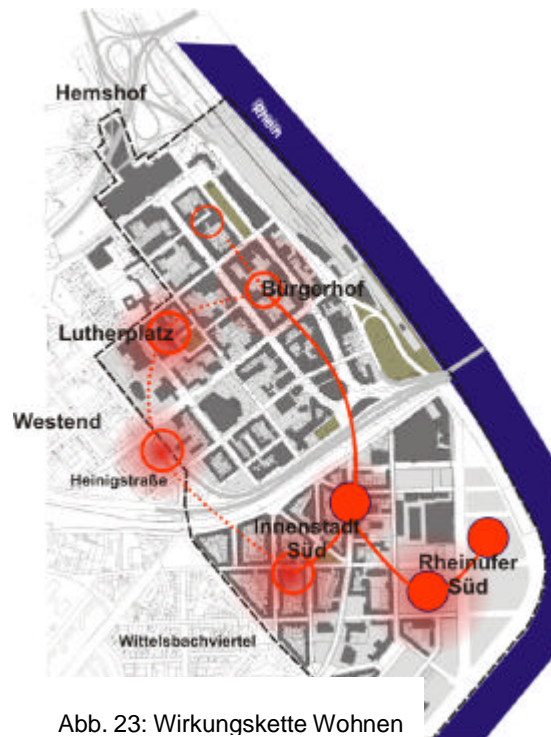 Hemshof
Rhein
Bürgerhof
Lutherplatz
Westend
Heinigstraße
Innenstadt
Süd
Rheinufer
Süd
Wittelsbachviertel
Abb. 23: Wirkungskette Wohnen